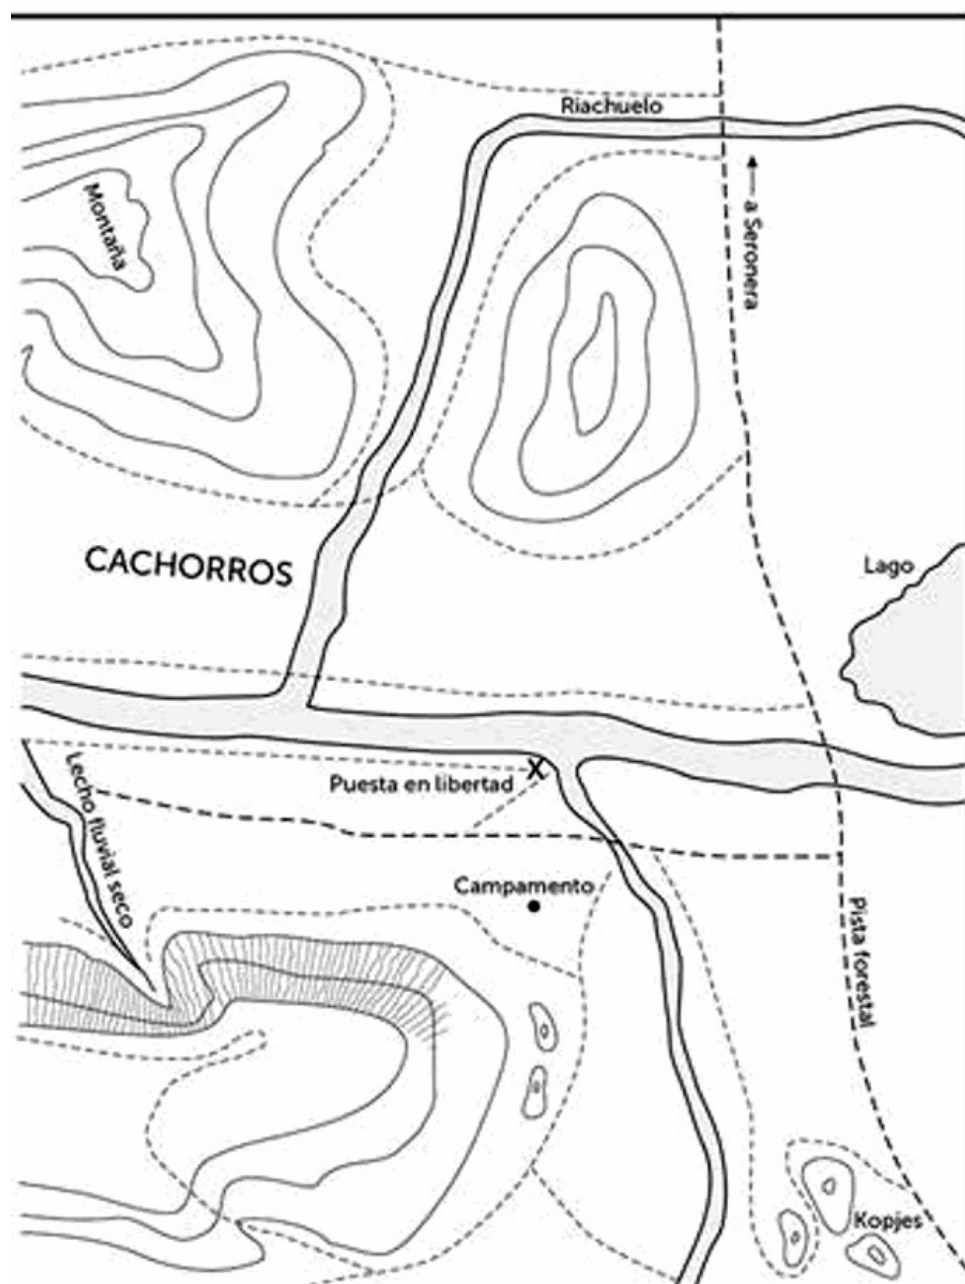 Riachuelo
Montaña
a Seronera
CACHORROS
Lago
Puesta en libertad
X
Lecho fluvial seco
Campamento
Pista forestal
Kopjes